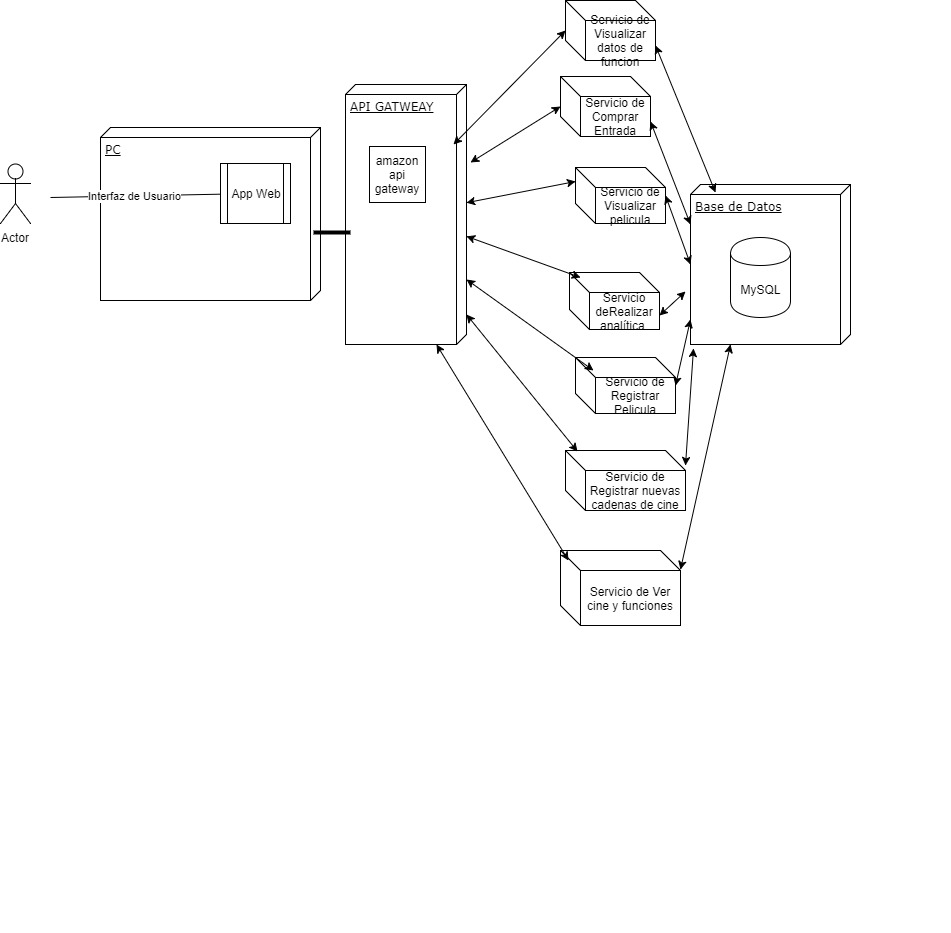 Servicio de
Visualizar
datos de
funcion
Servicio de
Comprar
Entrada
API GATWEAY
amazon
api
gateway
PC
Interfaz de Usuario
App Web
Actor
Servicio de
Visualizar
pelicula
Base de Datos
MySQL
Servicio
deRealizar
analítica
Servicio de
Registrar
Pelicula
Servicio de
Registrar nuevas
cadenas de cine
Servicio de Ver
cine y funciones